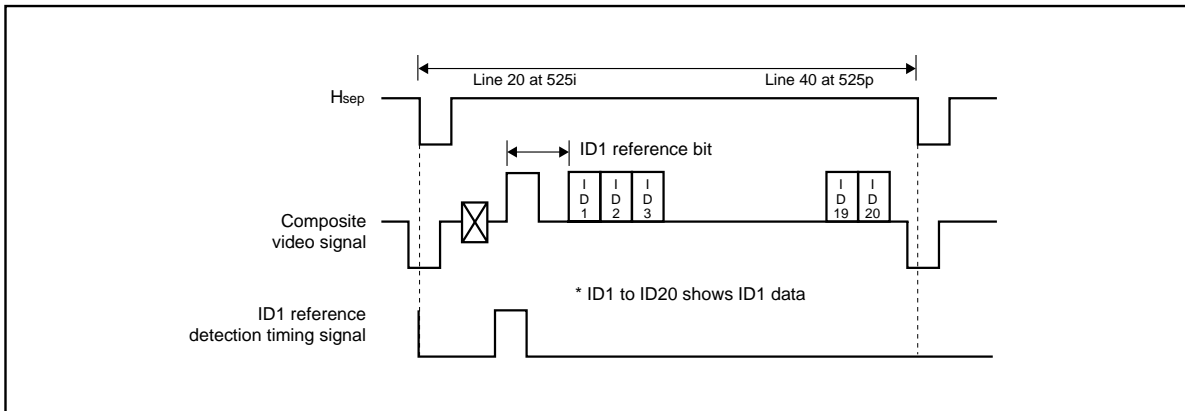 Line 20 at 525i
Line 40 at 525p
Hsep
ID1 reference bit
I
D
1
I
D
2
I
D
3
I
D
19
I
D
20
Composite
video signal
* ID1 to ID20 shows ID1 data
ID1 reference
detection timing signal